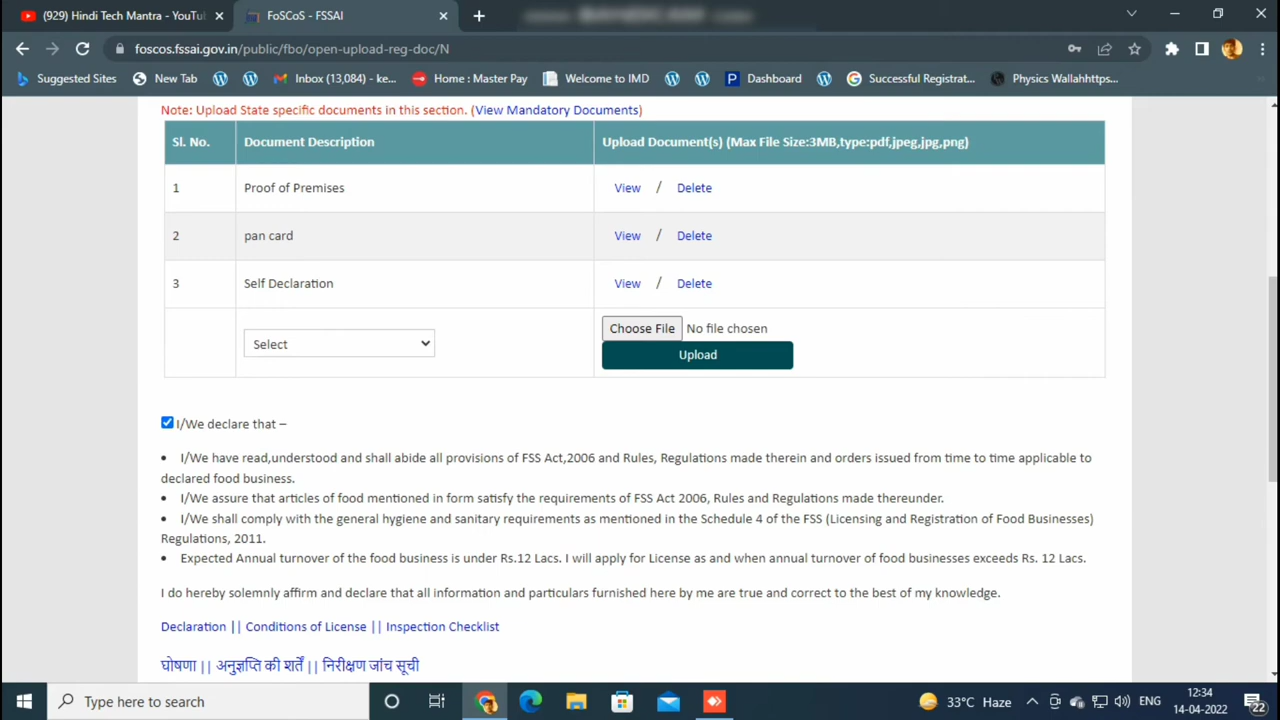 (929) Hindi Tech Mantra - YouTu
FoSCoS - FSSAI
foscos.fssai.gov.in/public/fbo/open-upload-reg-doc/N
Suggested Sites
New Tab
Inbox (13,084) - ke...
Home : Master Pay
Welcome to IMD
Dashboard
Successful Registrat...
Physics Wallahhttps...
Note: Upload State specific documents in this section. (View Mandatory Documents)
Sl. No. Document Description Upload Document(s) (Max File Size:3MB,type:pdf,jpeg,jpg,png)
1 Proof of Premises View / Delete
2 pan card View / Delete
3 Self Declaration View / Delete
Select
Choose File No file chosen
Upload
I/We declare that –
• I/We have read,understood and shall abide all provisions of FSS Act,2006 and Rules, Regulations made therein and orders issued from time to time applicable to
declared food business.
• I/We assure that articles of food mentioned in form satisfy the requirements of FSS Act 2006, Rules and Regulations made thereunder.
• I/We shall comply with the general hygiene and sanitary requirements as mentioned in the Schedule 4 of the FSS (Licensing and Registration of Food Businesses)
Regulations, 2011.
• Expected Annual turnover of the food business is under Rs.12 Lacs. I will apply for License as and when annual turnover of food businesses exceeds Rs. 12 Lacs.
I do hereby solemnly affirm and declare that all information and particulars furnished here by me are true and correct to the best of my knowledge.
Declaration || Conditions of License || Inspection Checklist
घोषणा || अनुज्ञप्ति की शर्तें || निरीक्षण जांच सूची
Type here to search
33°C Haze
ENG
12:34
14-04-2022
22